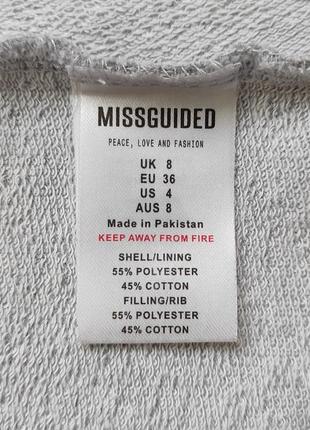 MISSGUIDED
PEACE, LOVE AND FASHION
UK 8
EU 36
US 4
AUS 8
Made in Pakistan
KEEP AWAY FROM FIRE
SHELL/LINING
55% POLYESTER
45% COTTON
FILLING/RIB
55% POLYESTER
45% COTTON